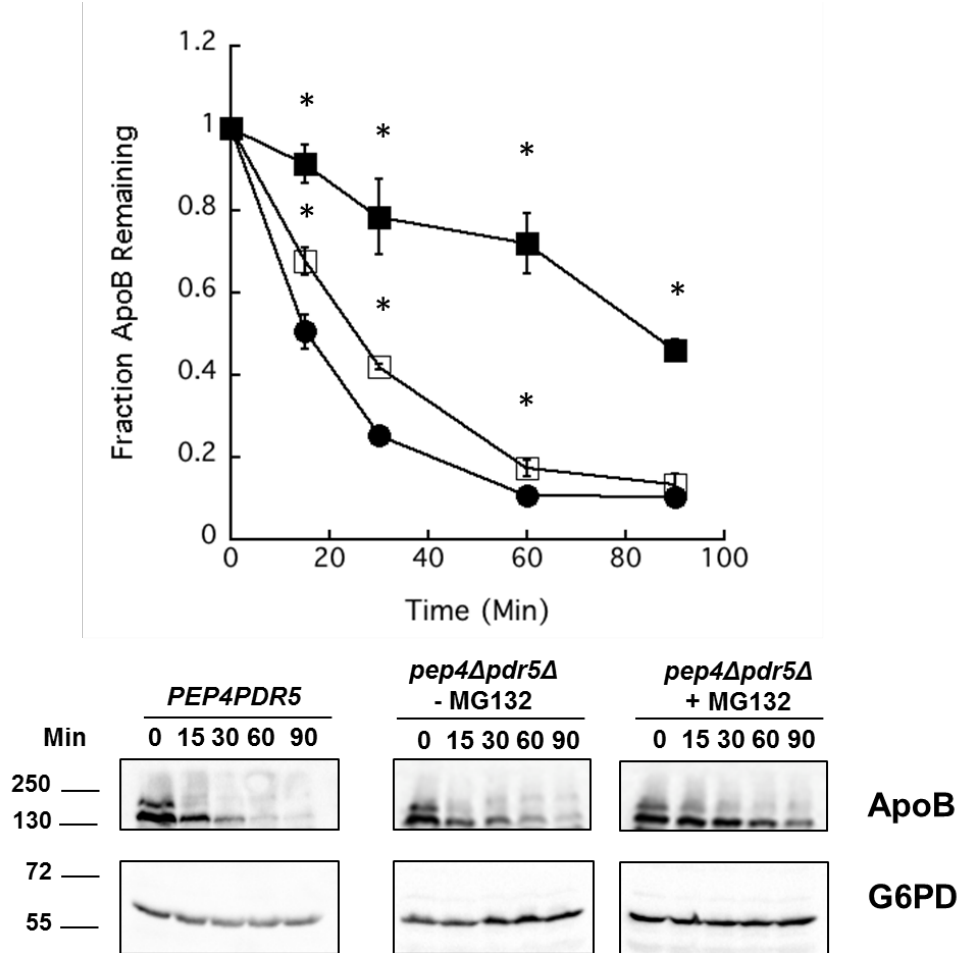 1.2
1
0.8
0.6
0.4
0.2
0
Fraction ApoB Remaining
* * * *
* * *
0 20 40 60 80 100
Time (Min)
PEP4PDR5
pep4Δpdr5Δ
- MG132
pep4Δpdr5Δ
+ MG132
Min 0 15 30 60 90 0 15 30 60 90 0 15 30 60 90
250
130
ApoB
72
55
G6PD